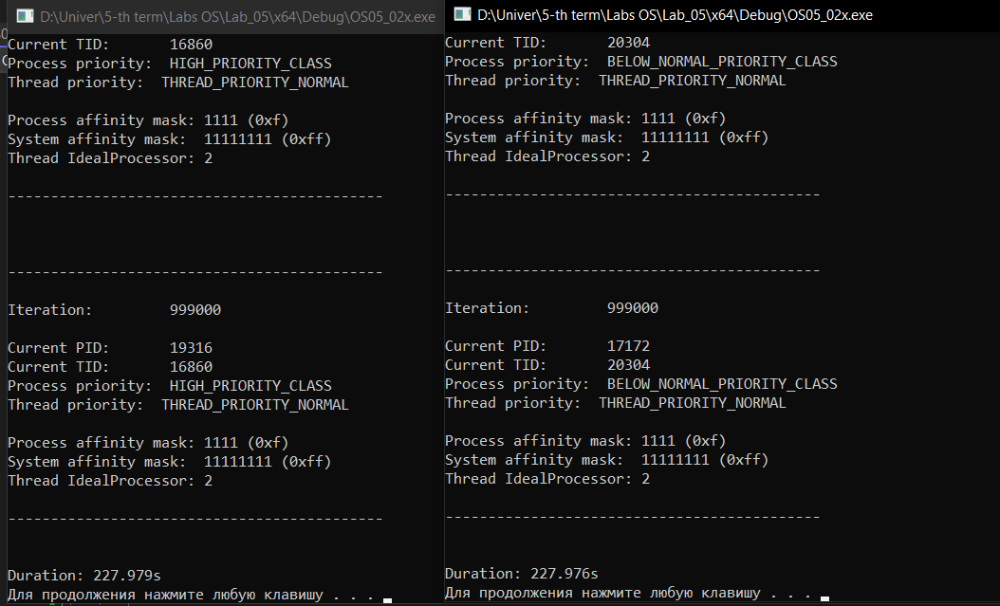 D:\Univer\5-th term\Labs OS\Lab_05\x64\Debug\OS05_02x.exe
Current TID:       16860
Process priority:  HIGH_PRIORITY_CLASS
Thread priority:  THREAD_PRIORITY_NORMAL
Process affinity mask: 1111 (0xf)
System affinity mask:  11111111 (0xff)
Thread IdealProcessor: 2
--------------------------------------------
--------------------------------------------
Iteration:         999000
Current PID:       19316
Current TID:       16860
Process priority:  HIGH_PRIORITY_CLASS
Thread priority:  THREAD_PRIORITY_NORMAL
Process affinity mask: 1111 (0xf)
System affinity mask:  11111111 (0xff)
Thread IdealProcessor: 2
--------------------------------------------
Duration: 227.979s
Для продолжения нажмите любую клавишу . . .
D:\Univer\5-th term\Labs OS\Lab_05\x64\Debug\OS05_02x.exe
Current TID:       20304
Process priority:  BELOW_NORMAL_PRIORITY_CLASS
Thread priority:  THREAD_PRIORITY_NORMAL
Process affinity mask: 1111 (0xf)
System affinity mask:  11111111 (0xff)
Thread IdealProcessor: 2
--------------------------------------------
--------------------------------------------
Iteration:         999000
Current PID:       17172
Current TID:       20304
Process priority:  BELOW_NORMAL_PRIORITY_CLASS
Thread priority:  THREAD_PRIORITY_NORMAL
Process affinity mask: 1111 (0xf)
System affinity mask:  11111111 (0xff)
Thread IdealProcessor: 2
--------------------------------------------
Duration: 227.976s
Для продолжения нажмите любую клавишу . . .